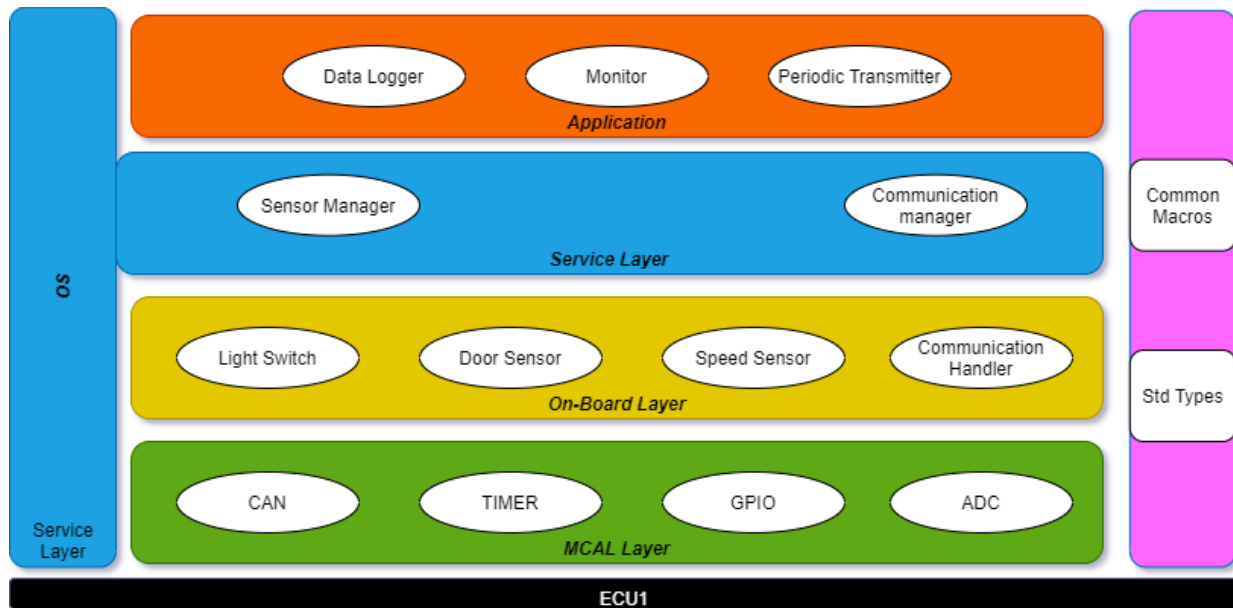 Data Logger
Monitor
Periodic Transmitter
Application
Sensor Manager
Communication
manager
Service Layer
OS
Light Switch
Door Sensor
Speed Sensor
Communication
Handler
On-Board Layer
CAN
TIMER
GPIO
ADC
MCAL Layer
Service
Layer
Common
Macros
Std Types
ECU1